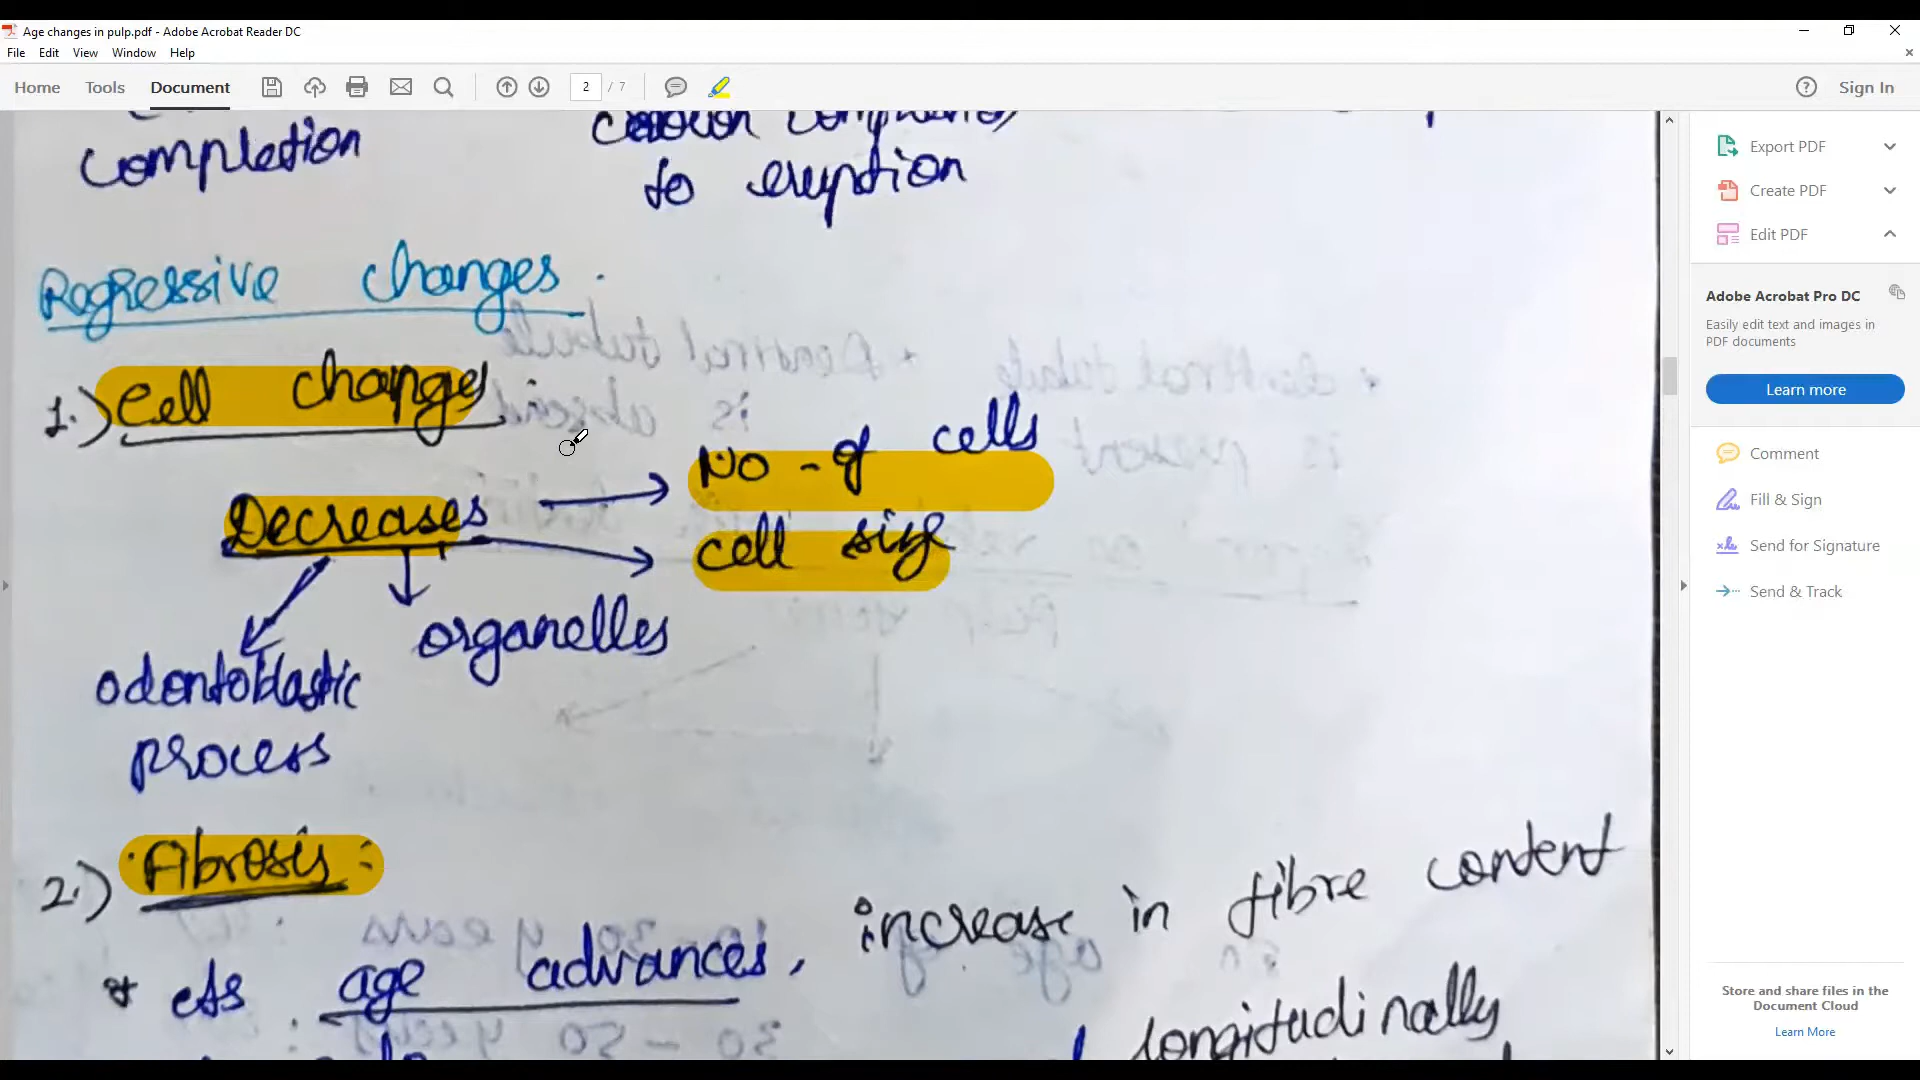 Age changes in pulp.pdf - Adobe Acrobat Reader DC
File Edit View Window Help
Home Tools Document 2 / 7 Sign In
completion
to eruption
Regressive changes.
1.) Cell changes:
Decreases
No. of cells
cell size
organelles
odontoblastic
process
2.) Fibrosis:
* As age advances, increase in fibre content
longitudinally
Export PDF
Create PDF
Edit PDF
Adobe Acrobat Pro DC
Easily edit text and images in
PDF documents
Learn more
Comment
Fill & Sign
Send for Signature
Send & Track
Store and share files in the
Document Cloud
Learn More